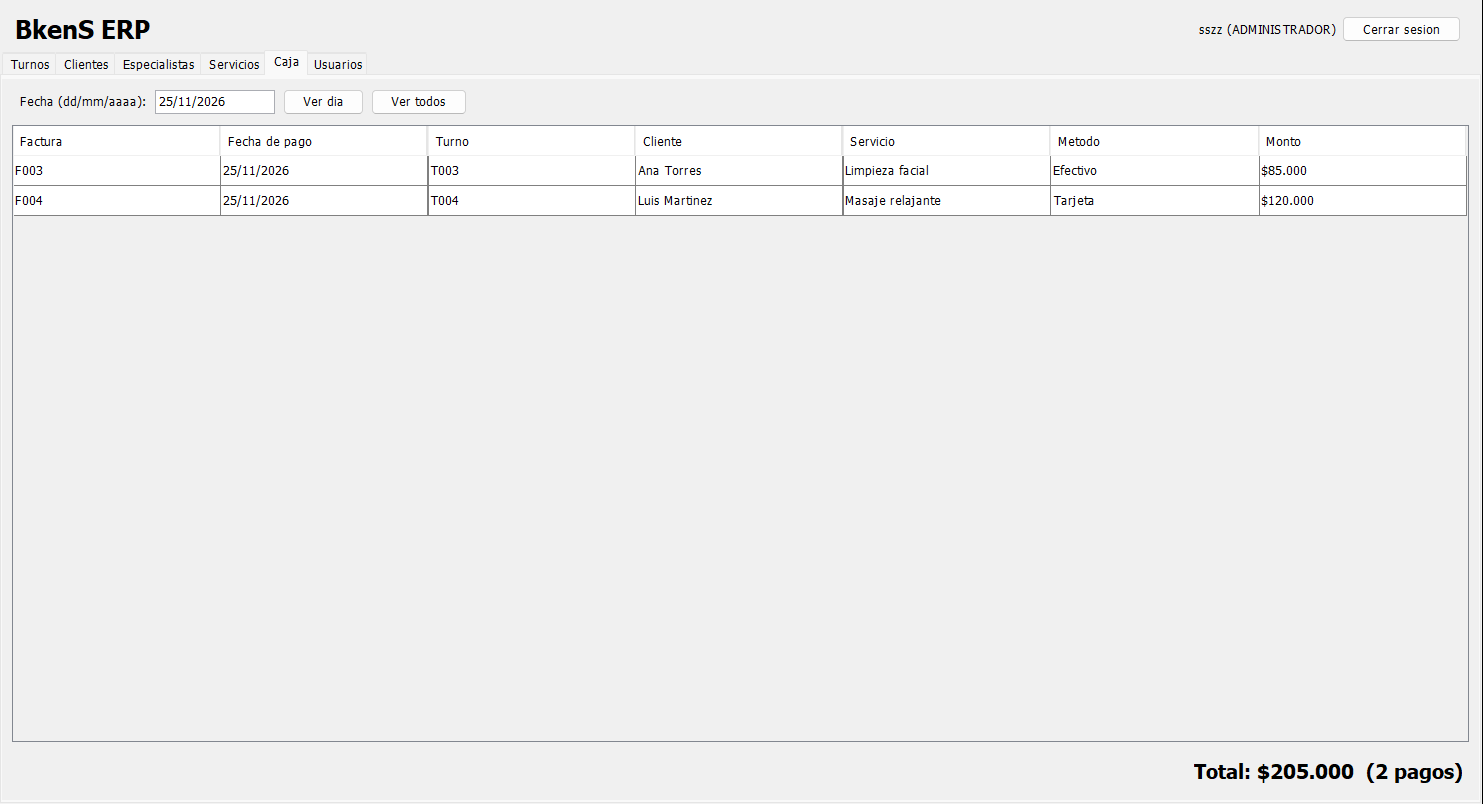 BkenS ERP
sszz (ADMINISTRADOR) Cerrar sesion
Turnos Clientes Especialistas Servicios Caja Usuarios
Fecha (dd/mm/aaaa): 25/11/2026 Ver dia Ver todos
Factura Fecha de pago Turno Cliente Servicio Metodo Monto
F003 25/11/2026 T003 Ana Torres Limpieza facial Efectivo $85.000
F004 25/11/2026 T004 Luis Martinez Masaje relajante Tarjeta $120.000
Total: $205.000 (2 pagos)